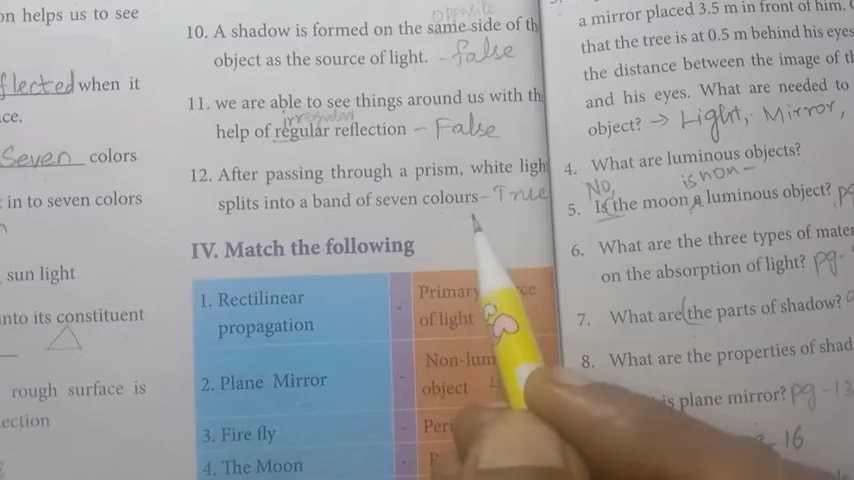 on helps us to see
flected when it
ce.
Seven colors
in to seven colors
sun light
nto its constituent
rough surface is
ection
opposite
10. A shadow is formed on the same side of th
object as the source of light. - false
11. we are able to see things around us with th
irregular
help of regular reflection - False
12. After passing through a prism, white ligh
splits into a band of seven colours - True
IV. Match the following
1. Rectilinear propagation
-
Primary
of light
2. Plane Mirror
-
Non-lum
object
3. Fire fly
-
Peri
4. The Moon
-
a mirror placed 3.5 m in front of him.
that the tree is at 0.5 m behind his eyes
the distance between the image of th
and his eyes. What are needed to
object? → Light, Mirror,
4. What are luminous objects?
No, is non-
5. Is the moon a luminous object? pg
6. What are the three types of mater
on the absorption of light? pg-
7. What are the parts of shadow?
8. What are the properties of shad
is plane mirror? pg-13
-16